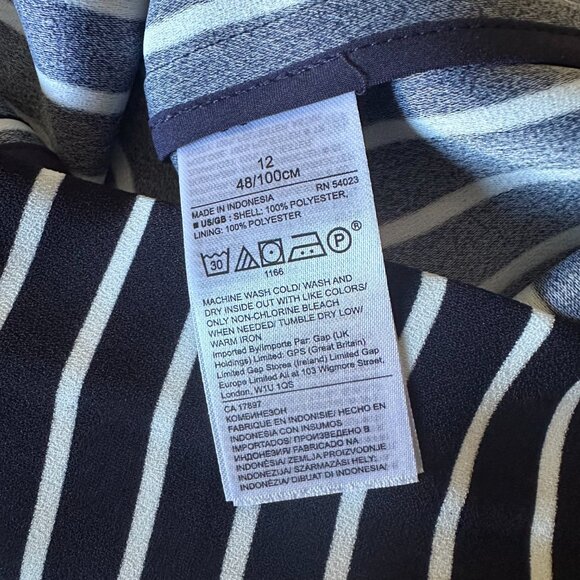 12
48/100CM
RN 54023
MADE IN INDONESIA
■ US/GB : SHELL: 100% POLYESTER,
LINING: 100% POLYESTER
30 P ®
1166
MACHINE WASH COLD/ WASH AND
DRY INSIDE OUT WITH LIKE COLORS/
ONLY NON-CHLORINE BLEACH
WHEN NEEDED/ TUMBLE DRY LOW/
WARM IRON
Imported By/Importe Par: Gap (UK
Holdings) Limited: GPS (Great Britain)
Limited Gap Stores (Ireland) Limited Gap
Europe Limited All at 103 Wigmore Street,
London, W1U 1QS
CA 17897
КОМБИНЕЗОН
FABRIQUE EN INDONISIE/ HECHO EN
INDONESIA CON INSUMOS
IMPORTADOS/ ПРОИЗВЕДЕНО В
ИНДОНЕЗИЯ/ FABRICADO NA
INDONÉSIA/ ZEMLJA PROIZVODNJE
INDONEZIJA/ SZÁRMAZÁSI HELY:
INDONÉZIA/ DIBUAT DI INDONESIA/